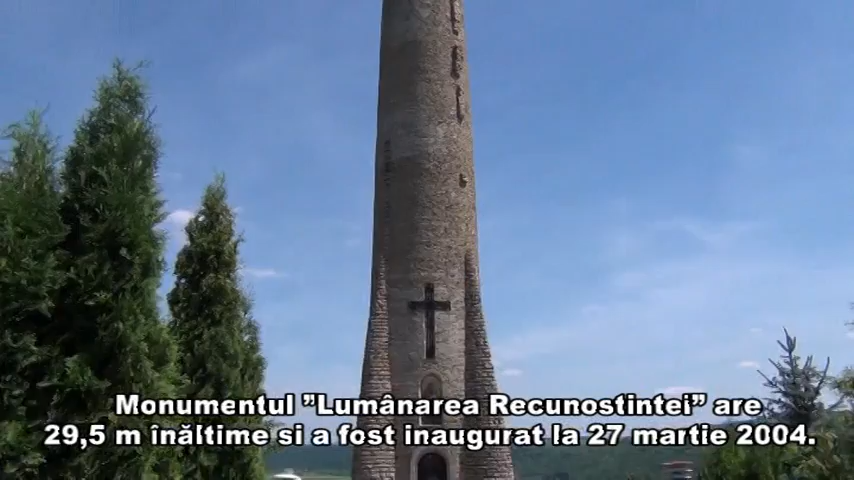 Monumentul ”Lumânarea Recunostintei” are
29,5 m înăltime si a fost inaugurat la 27 martie 2004.